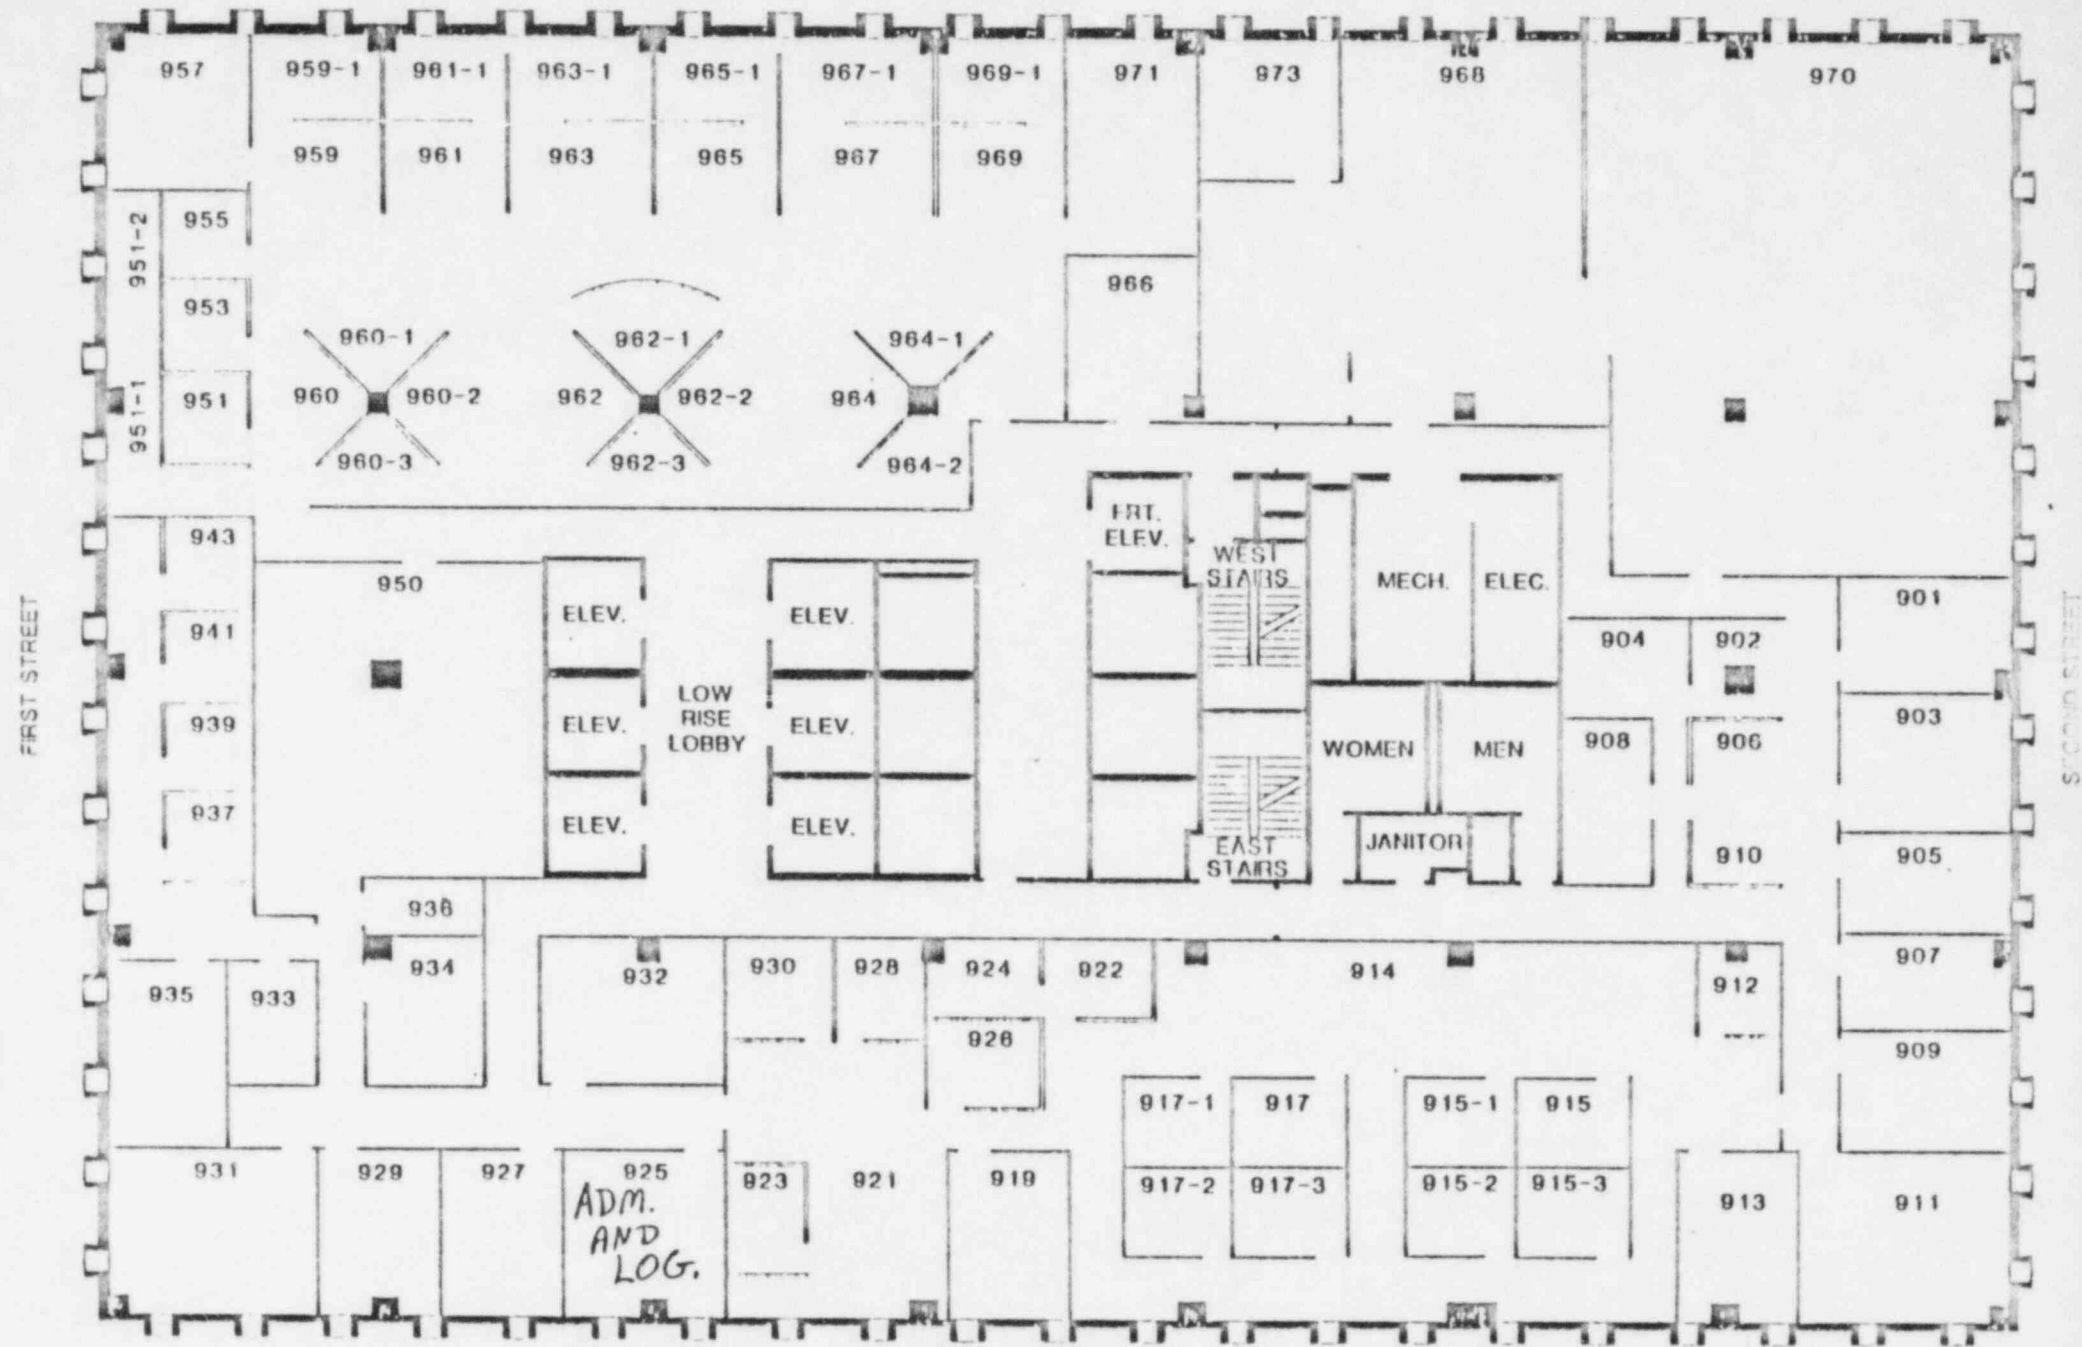 957 959-1 961-1 963-1 965-1 967-1 969-1 971 973 968 970
959 961 963 965 967 969
951-2 955
953
966
960-1 962-1 964-1
951-1 951 960 960-2 962 962-2 964
960-3 962-3 964-2
943
FRT.
ELEV.
WEST
STAIRS
MECH. ELEC.
950
901
ELEV. ELEV.
941
904 902
FIRST STREET
SECOND STREET
LOW
RISE
LOBBY
939 ELEV. ELEV.
903
WOMEN MEN
908 906
937
ELEV. ELEV.
JANITOR
EAST
STAIRS
910 905
936
934 932 930 928 924 922 914 912 907
935 933
926
909
917-1 917 915-1 915
931 929 927 925 923 921 919
917-2 917-3 915-2 915-3
913 911
ADM.
AND
LOG.